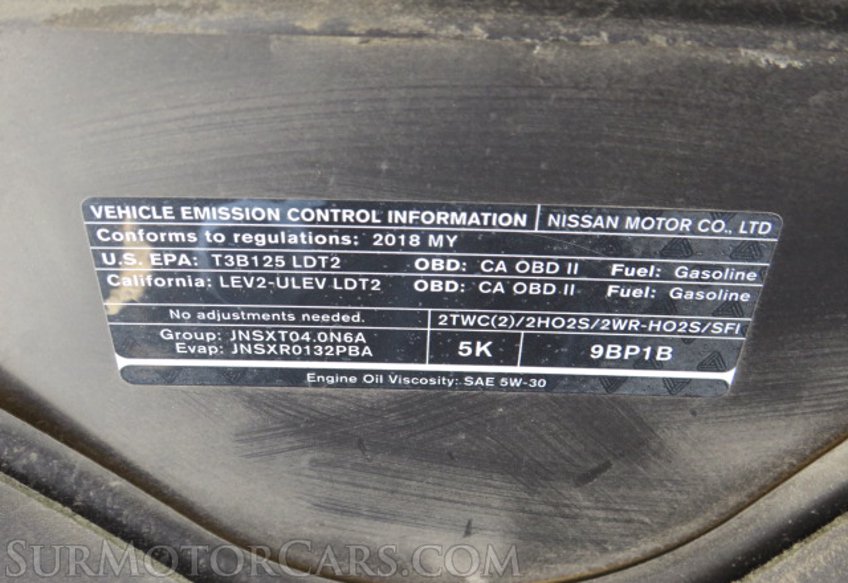 VEHICLE EMISSION CONTROL INFORMATION NISSAN MOTOR CO., LTD
Conforms to regulations: 2018 MY
U.S. EPA: T3B125 LDT2 OBD: CA OBD II Fuel: Gasoline
California: LEV2-ULEV LDT2 OBD: CA OBD II Fuel: Gasoline
No adjustments needed. 2TWC(2)/2HO2S/2WR-HO2S/SFI
Group: JNSXT04.0N6A
Evap: JNSXR0132PBA
5K 9BP1B
Engine Oil Viscosity: SAE 5W-30
SurMotorCars.com